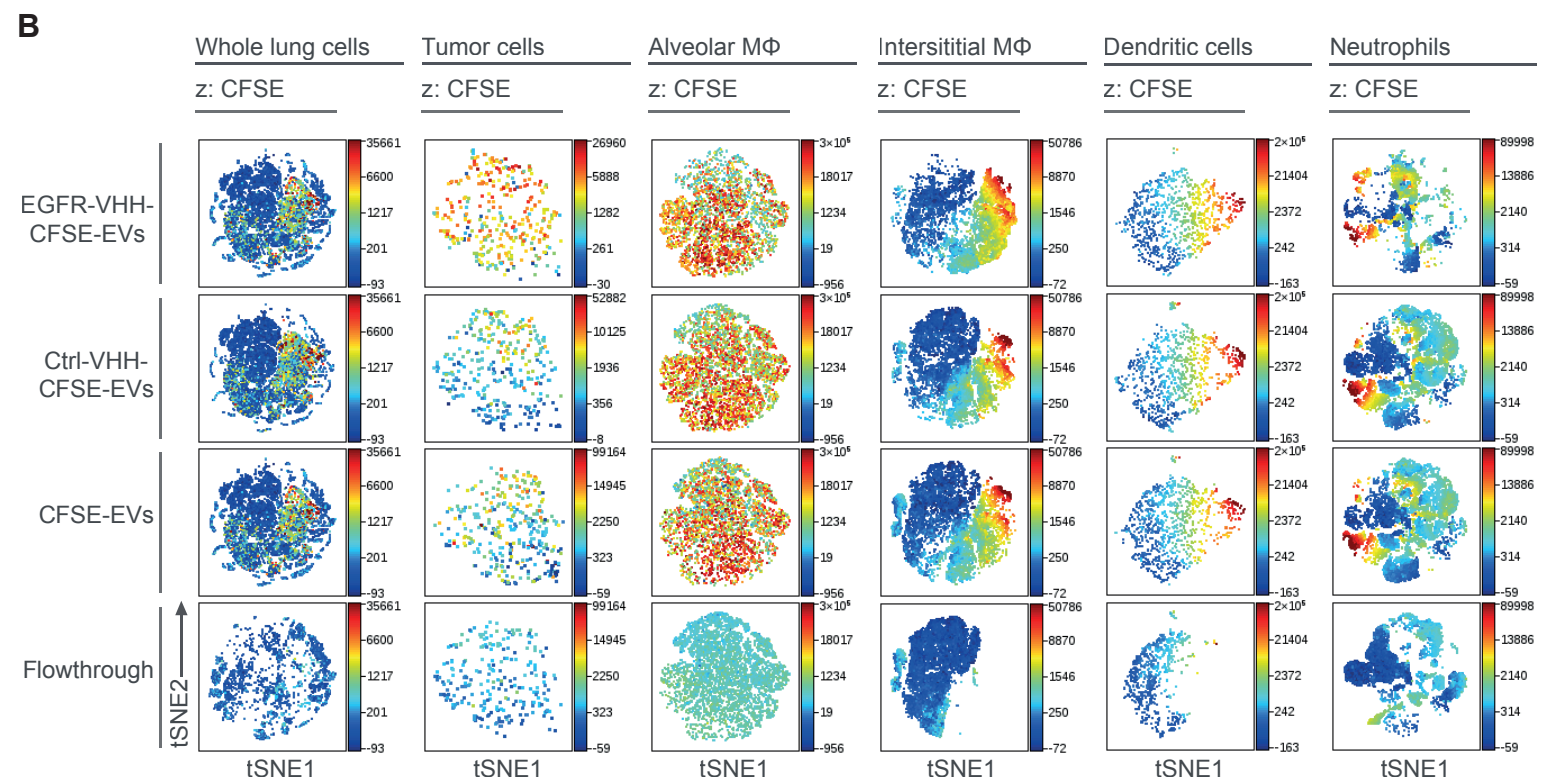 B
Whole lung cells Tumor cells Alveolar MΦ Intersititial MΦ Dendritic cells Neutrophils
z: CFSE z: CFSE z: CFSE z: CFSE z: CFSE z: CFSE
35661 26960 3×10⁵ 50786 2×10⁵ 89998
6600 5888 18017 8870 21404 13886
EGFR-VHH-
1217 1282 1234 1546 2372 2140
CFSE-EVs
201 261 19 250 242 314
-93 -30 -956 -72 -163 -59
35661 52882 3×10⁵ 50786 2×10⁵ 89998
6600 10125 18017 8870 21404 13886
Ctrl-VHH-
1217 1936 1234 1546 2372 2140
CFSE-EVs
201 356 19 250 242 314
-93 -8 -956 -72 -163 -59
35661 99164 3×10⁵ 50786 2×10⁵ 89998
6600 14945 18017 8870 21404 13886
CFSE-EVs
1217 2250 1234 1546 2372 2140
201 323 19 250 242 314
-93 -59 -956 -72 -163 -59
35661 99164 3×10⁵ 50786 2×10⁵ 89998
6600 14945 18017 8870 21404 13886
Flowthrough
1217 2250 1234 1546 2372 2140
201 323 19 250 242 314
-93 -59 -956 -72 -163 -59
tSNE2
tSNE1 tSNE1 tSNE1 tSNE1 tSNE1 tSNE1